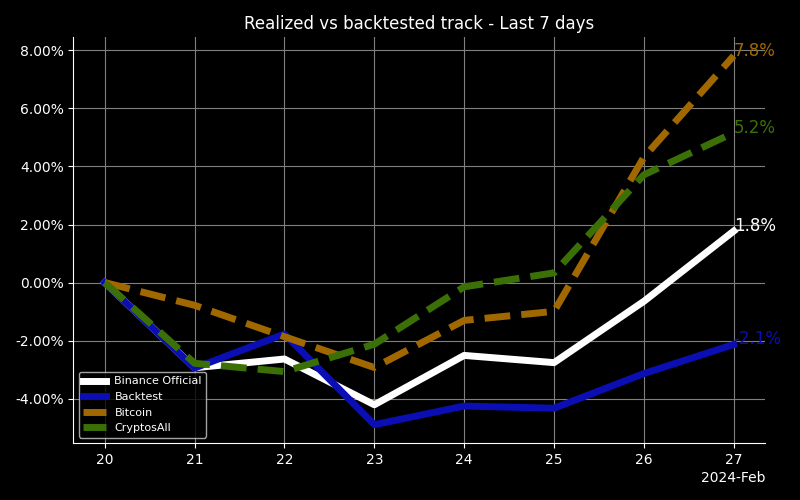 Realized vs backtested track - Last 7 days
8.00%
6.00%
4.00%
2.00%
0.00%
-2.00%
-4.00%
7.8%
5.2%
1.8%
-2.1%
Binance Official
Backtest
Bitcoin
CryptosAll
20 21 22 23 24 25 26 27
2024-Feb